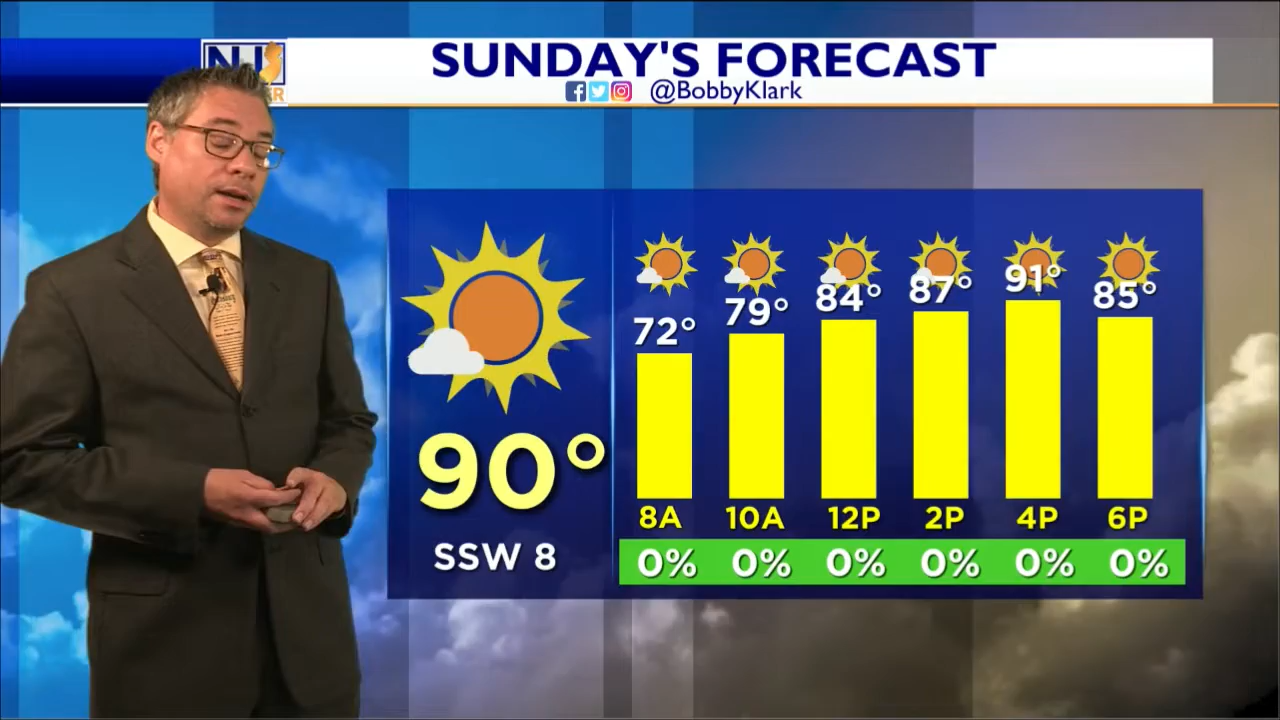 NJ
SUNDAY'S FORECAST
@BobbyKlark
72° 79° 84° 87° 91° 85°
90°
SSW 8
8A 10A 12P 2P 4P 6P
0% 0% 0% 0% 0% 0%